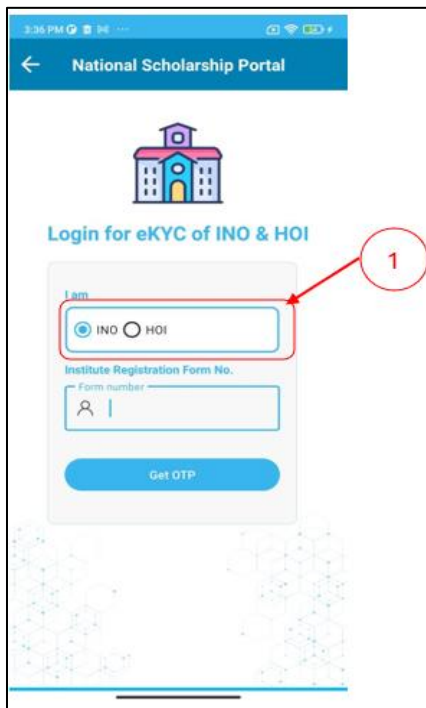 3:36 PM
National Scholarship Portal
Login for eKYC of INO & HOI
1
I am
INO HOI
Institute Registration Form No.
Form number
Get OTP